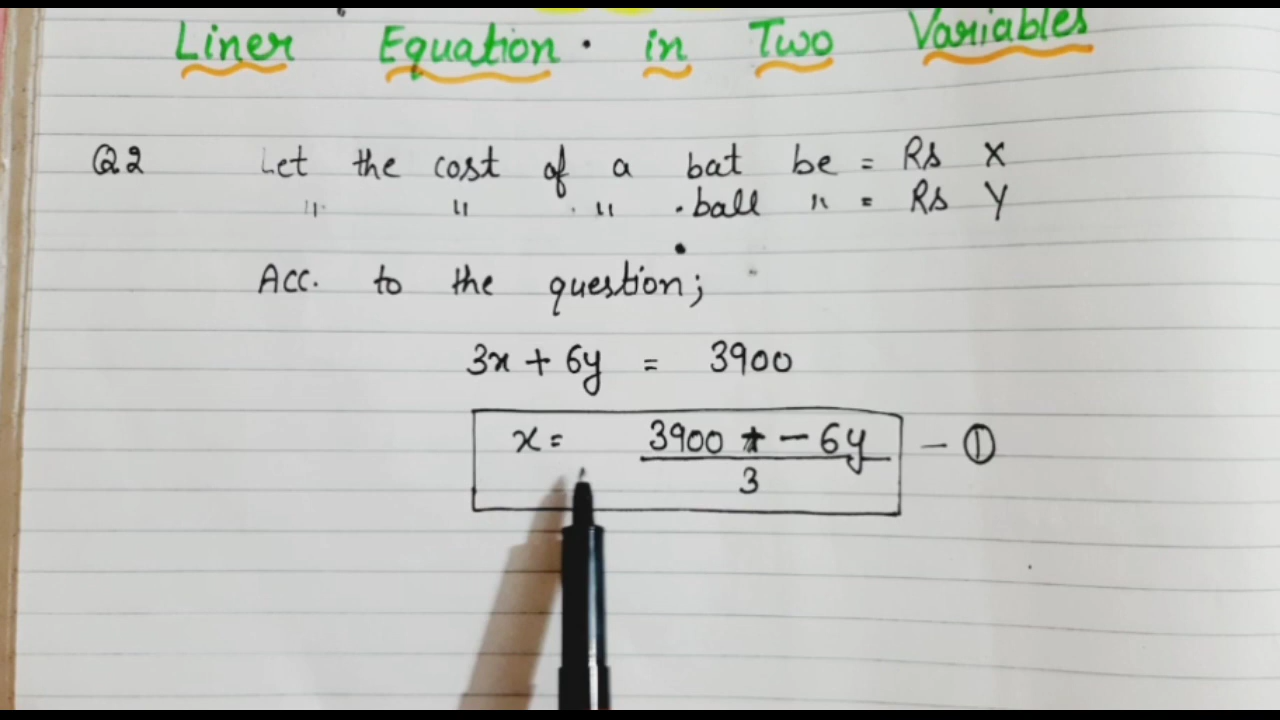 Liner Equation in Two Variables
Q2 Let the cost of a bat be = Rs X
" " " ball " = Rs Y
Acc. to the question;
3x + 6y = 3900
x = 3900 - 6y - ①
3